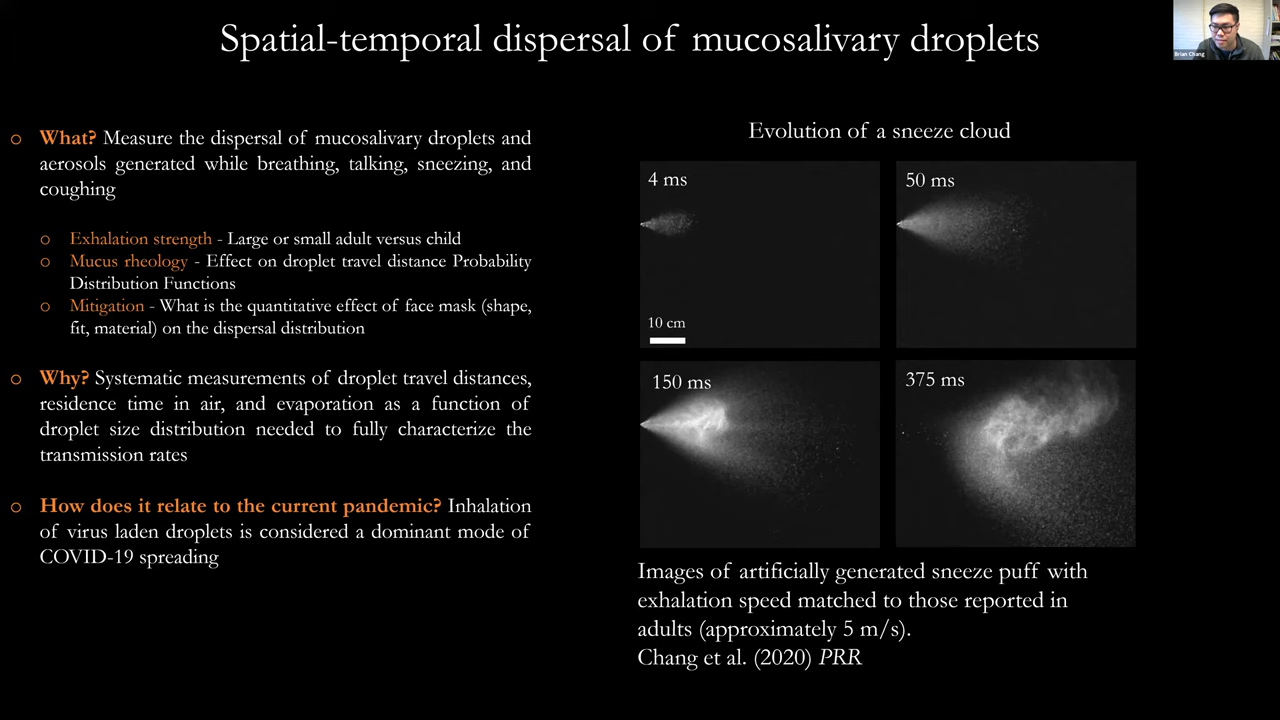 Spatial-temporal dispersal of mucosalivary droplets
Brian Chang
o What? Measure the dispersal of mucosalivary droplets and
aerosols generated while breathing, talking, sneezing, and
coughing
o Exhalation strength - Large or small adult versus child
o Mucus rheology - Effect on droplet travel distance Probability
Distribution Functions
o Mitigation - What is the quantitative effect of face mask (shape,
fit, material) on the dispersal distribution
o Why? Systematic measurements of droplet travel distances,
residence time in air, and evaporation as a function of
droplet size distribution needed to fully characterize the
transmission rates
o How does it relate to the current pandemic? Inhalation
of virus laden droplets is considered a dominant mode of
COVID-19 spreading
Evolution of a sneeze cloud
4 ms
50 ms
10 cm
150 ms
375 ms
Images of artificially generated sneeze puff with
exhalation speed matched to those reported in
adults (approximately 5 m/s).
Chang et al. (2020) PRR